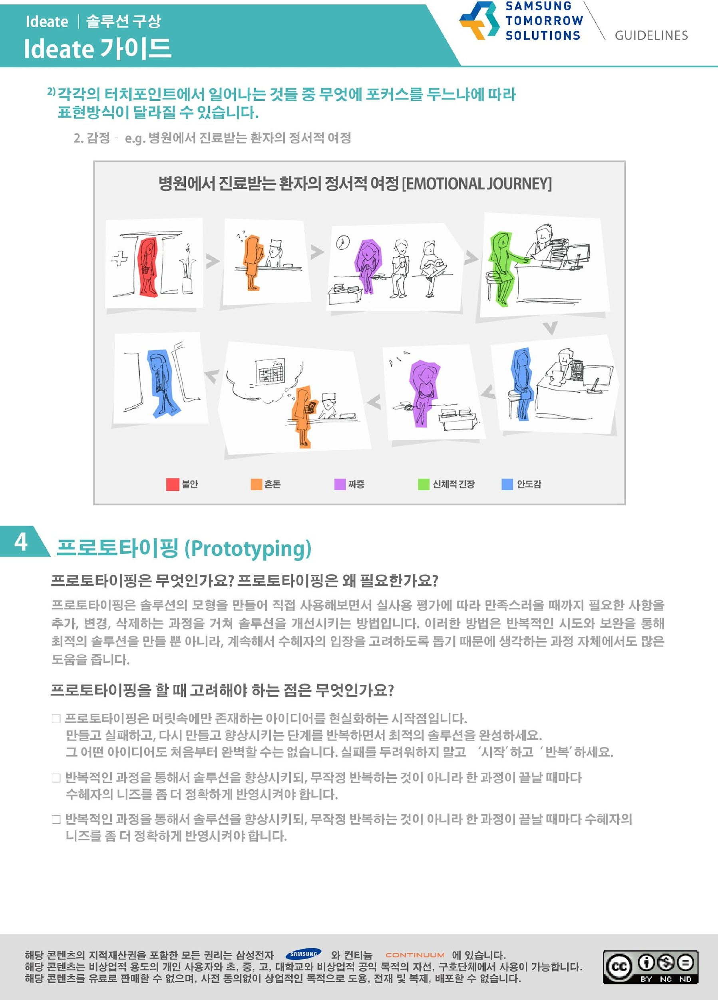 Ideate | 솔루션 구상
Ideate 가이드
SAMSUNG
TOMORROW
SOLUTIONS
GUIDELINES
2) 각각의 터치포인트에서 일어나는 것들 중 무엇에 포커스를 두느냐에 따라
표현방식이 달라질 수 있습니다.
2. 감정 - e.g. 병원에서 진료받는 환자의 정서적 여정
병원에서 진료받는 환자의 정서적 여정 [EMOTIONAL JOURNEY]
? ? ?
July
불안
혼돈
짜증
신체적 긴장
안도감
4
프로토타이핑 (Prototyping)
프로토타이핑은 무엇인가요? 프로토타이핑은 왜 필요한가요?
프로토타이핑은 솔루션의 모형을 만들어 직접 사용해보면서 실사용 평가에 따라 만족스러울 때까지 필요한 사항을
추가, 변경, 삭제하는 과정을 거쳐 솔루션을 개선시키는 방법입니다. 이러한 방법은 반복적인 시도와 보완을 통해
최적의 솔루션을 만들 뿐 아니라, 계속해서 수혜자의 입장을 고려하도록 돕기 때문에 생각하는 과정 자체에서도 많은
도움을 줍니다.
프로토타이핑을 할 때 고려해야 하는 점은 무엇인가요?
□ 프로토타이핑은 머릿속에만 존재하는 아이디어를 현실화하는 시작점입니다.
만들고 실패하고, 다시 만들고 향상시키는 단계를 반복하면서 최적의 솔루션을 완성하세요.
그 어떤 아이디어도 처음부터 완벽할 수는 없습니다. 실패를 두려워하지 말고 ‘시작’하고 ‘반복’하세요.
□ 반복적인 과정을 통해서 솔루션을 향상시키되, 무작정 반복하는 것이 아니라 한 과정이 끝날 때마다
수혜자의 니즈를 좀 더 정확하게 반영시켜야 합니다.
□ 반복적인 과정을 통해서 솔루션을 향상시키되, 무작정 반복하는 것이 아니라 한 과정이 끝날 때마다 수혜자의
니즈를 좀 더 정확하게 반영시켜야 합니다.
해당 콘텐츠의 지적재산권을 포함한 모든 권리는 삼성전자 SAMSUNG 와 컨티늄 CONTINUUM 에 있습니다.
해당 콘텐츠는 비상업적 용도의 개인 사용자와 초, 중, 고, 대학교와 비상업적 공익 목적의 자선, 구호단체에서 사용이 가능합니다.
해당 콘텐츠를 유료로 판매할 수 없으며, 사전 동의없이 상업적인 목적으로 도용, 전재 및 복제, 배포할 수 없습니다.
cc
BY NC ND